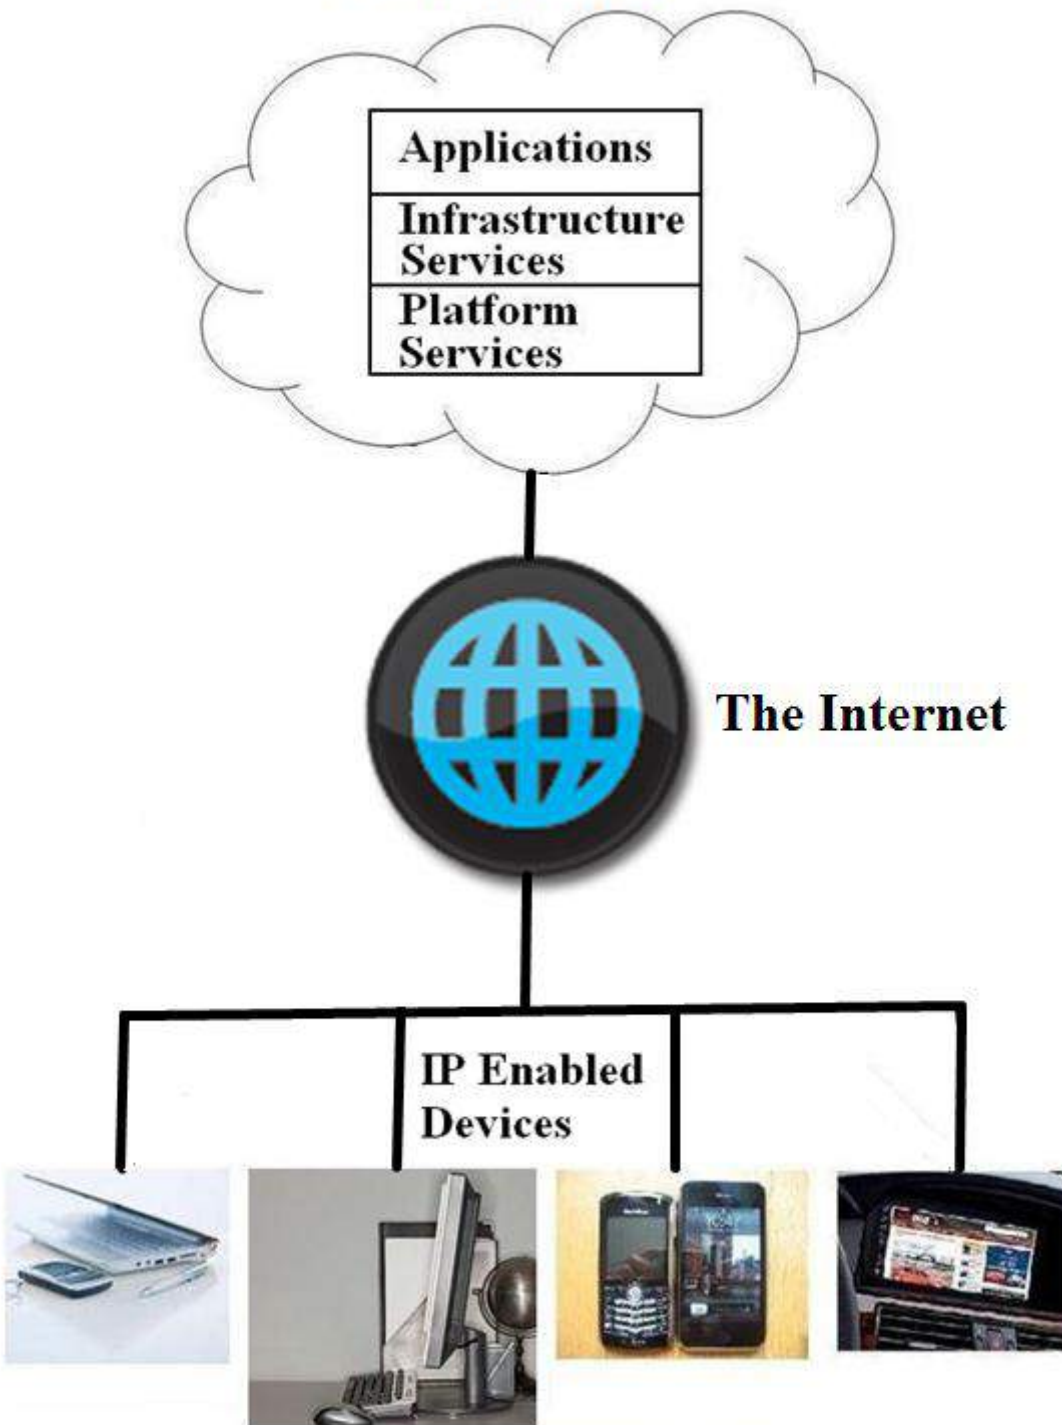 Applications
Infrastructure
Services
Platform
Services
The Internet
IP Enabled
Devices